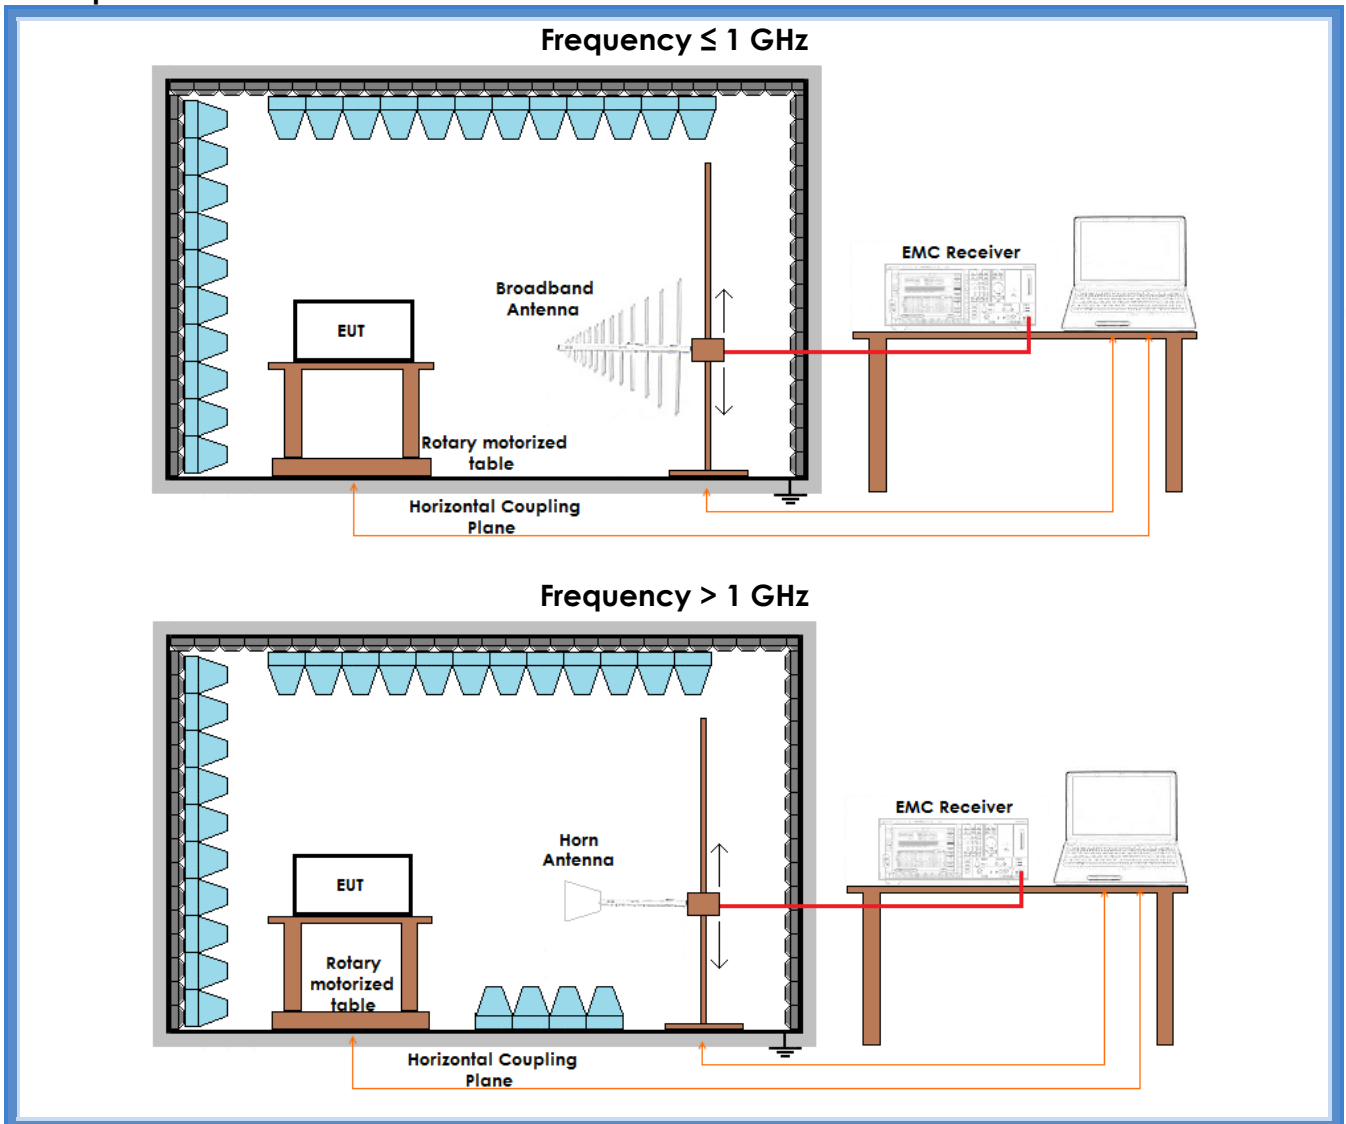 Frequency ≤ 1 GHz
EMC Receiver
Broadband
Antenna
EUT
Rotary motorized
table
Horizontal Coupling
Plane
Frequency > 1 GHz
EMC Receiver
Horn
Antenna
EUT
Rotary
motorized
table
Horizontal Coupling
Plane